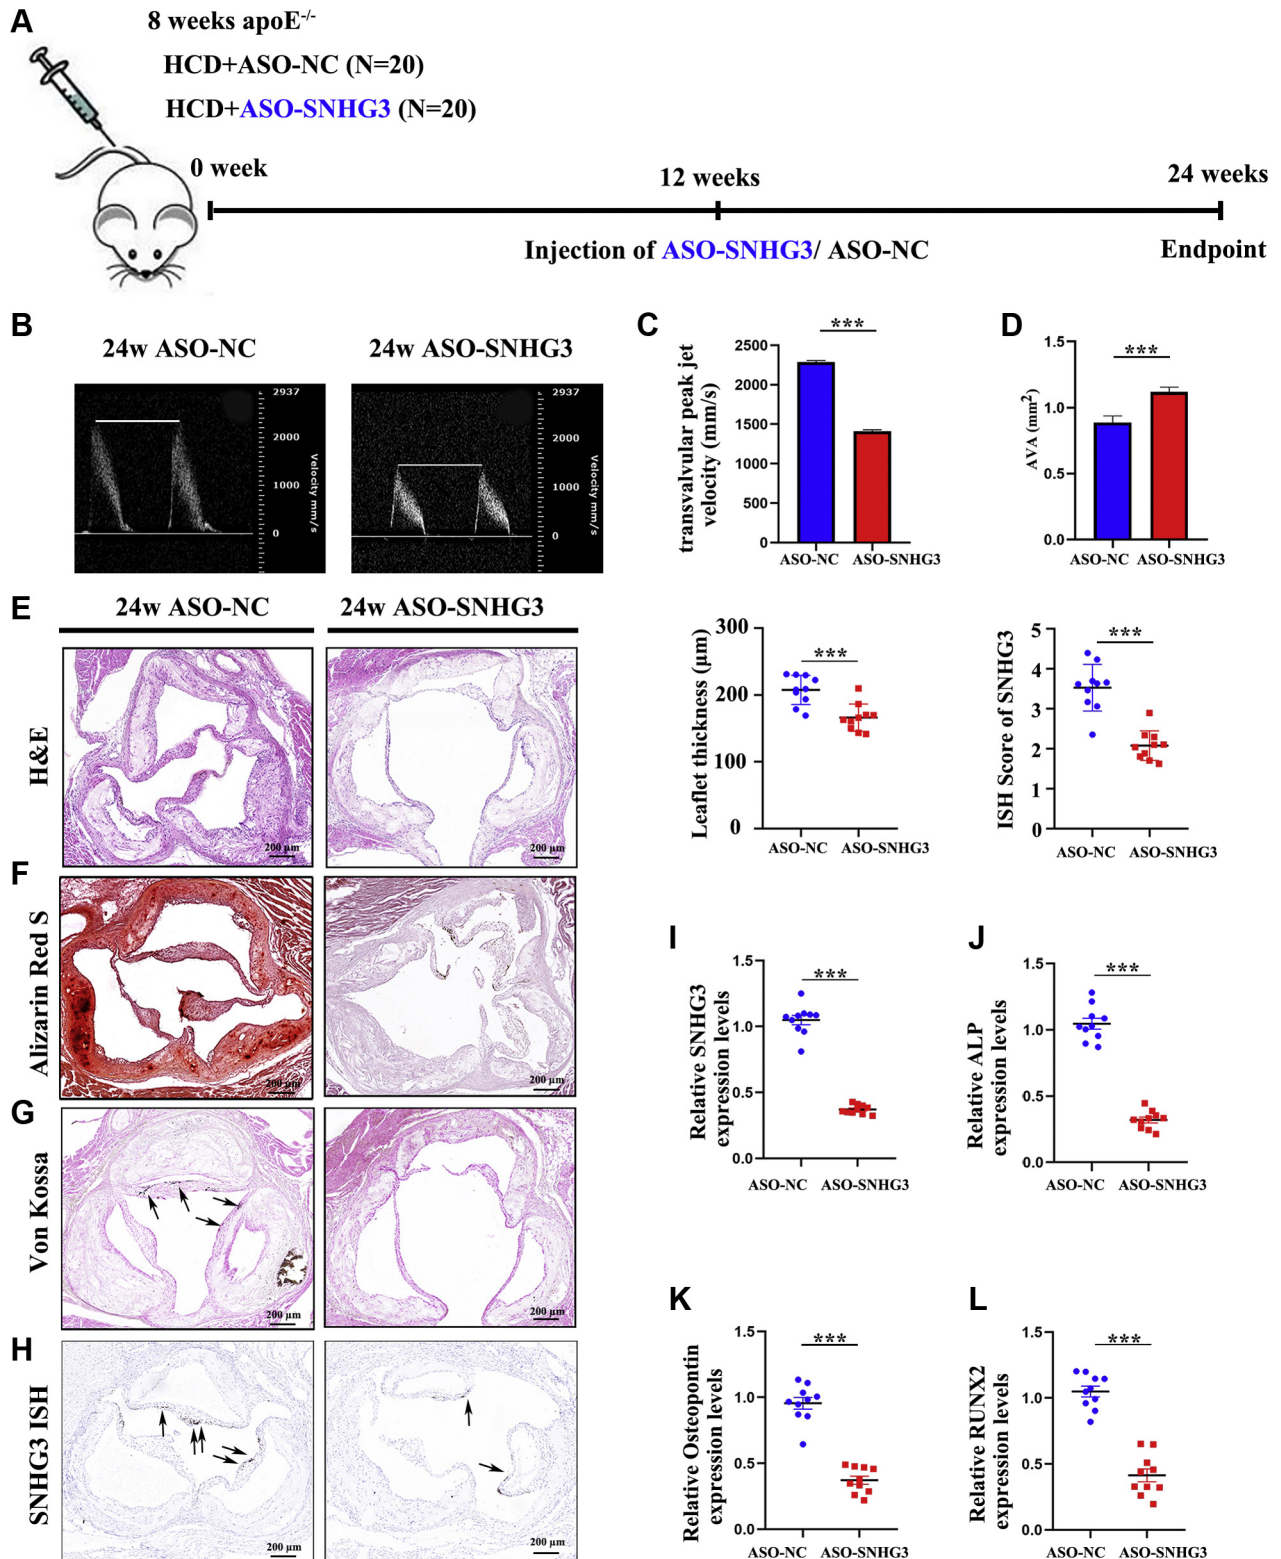 A
8 weeks apoE-/-
HCD+ASO-NC (N=20)
HCD+ASO-SNHG3 (N=20)
0 week
12 weeks
24 weeks
Injection of ASO-SNHG3/ ASO-NC
Endpoint
B
24w ASO-NC
24w ASO-SNHG3
2937
2000
1000
0
Velocity mm/s
2937
2000
1000
0
Velocity mm/s
C
***
transvalvular peak jet
velocity (mm/s)
2500
2000
1500
1000
500
0
ASO-NC
ASO-SNHG3
D
***
AVA (mm2)
1.5
1.0
0.5
0.0
ASO-NC
ASO-SNHG3
E
24w ASO-NC
24w ASO-SNHG3
H&E
200 µm
200 µm
***
Leaflet thickness (µm)
300
200
100
0
ASO-NC
ASO-SNHG3
***
ISH Score of SNHG3
5
4
3
2
1
0
ASO-NC
ASO-SNHG3
F
Alizarin Red S
200 µm
200 µm
G
Von Kossa
200 µm
200 µm
H
SNHG3 ISH
200 µm
200 µm
I
***
Relative SNHG3
expression levels
1.5
1.0
0.5
0.0
ASO-NC
ASO-SNHG3
J
***
Relative ALP
expression levels
1.5
1.0
0.5
0.0
ASO-NC
ASO-SNHG3
K
***
Relative Osteopontin
expression levels
1.5
1.0
0.5
0.0
ASO-NC
ASO-SNHG3
L
***
Relative RUNX2
expression levels
1.5
1.0
0.5
0.0
ASO-NC
ASO-SNHG3